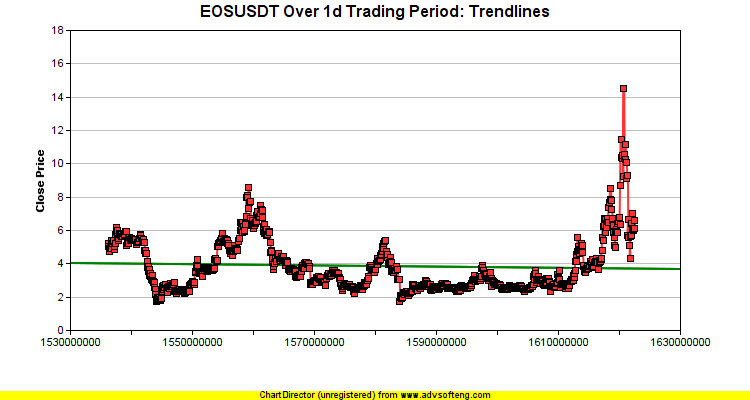 EOSUSDT Over 1d Trading Period: Trendlines
18
16
14
12
10
8
6
4
2
0
Close Price
1530000000 1550000000 1570000000 1590000000 1610000000 1630000000
ChartDirector (unregistered) from www.advsofteng.com